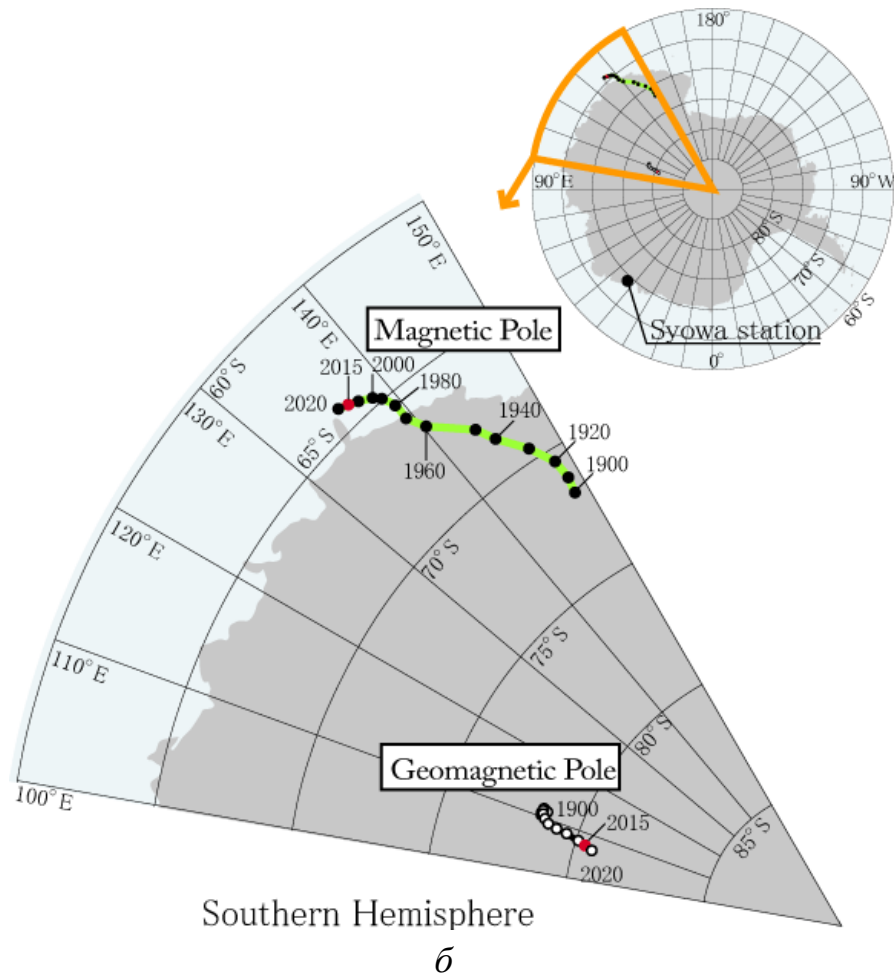 180°
90°E
90°W
80°S
70°S
60°S
Syowa station
0°
150°E
140°E
Magnetic Pole
2015
2000
1980
2020
60°S
130°E
65°S
1940
1960
1920
1900
120°E
70°S
110°E
75°S
80°S
Geomagnetic Pole
100°E
1900
2015
85°S
2020
Southern Hemisphere
б